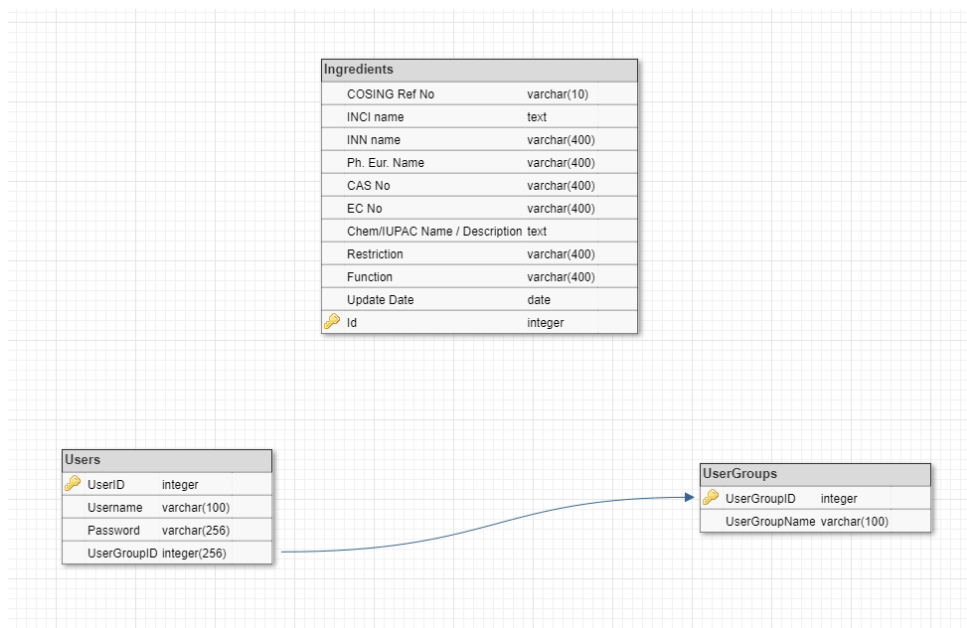 Ingredients
COSING Ref No varchar(10)
INCI name text
INN name varchar(400)
Ph. Eur. Name varchar(400)
CAS No varchar(400)
EC No varchar(400)
Chem/IUPAC Name / Description text
Restriction varchar(400)
Function varchar(400)
Update Date date
Id integer
Users
UserID integer
Username varchar(100)
Password varchar(256)
UserGroupID integer(256)
UserGroups
UserGroupID integer
UserGroupName varchar(100)